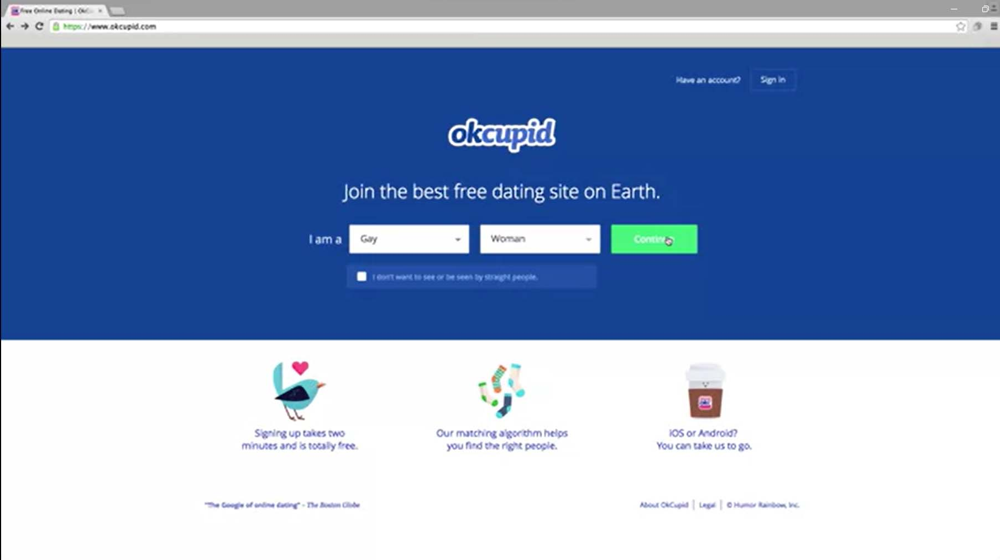 Free Online Dating | OkC
https://www.okcupid.com
Have an account? Sign In
okcupid
Join the best free dating site on Earth.
I am a Gay Woman Continue
I don't want to see or be seen by straight people.
Signing up takes two
minutes and is totally free.
Our matching algorithm helps
you find the right people.
iOS or Android?
You can take us to go.
"The Google of online dating" - The Boston Globe
About OkCupid | Legal | © Humor Rainbow, Inc.